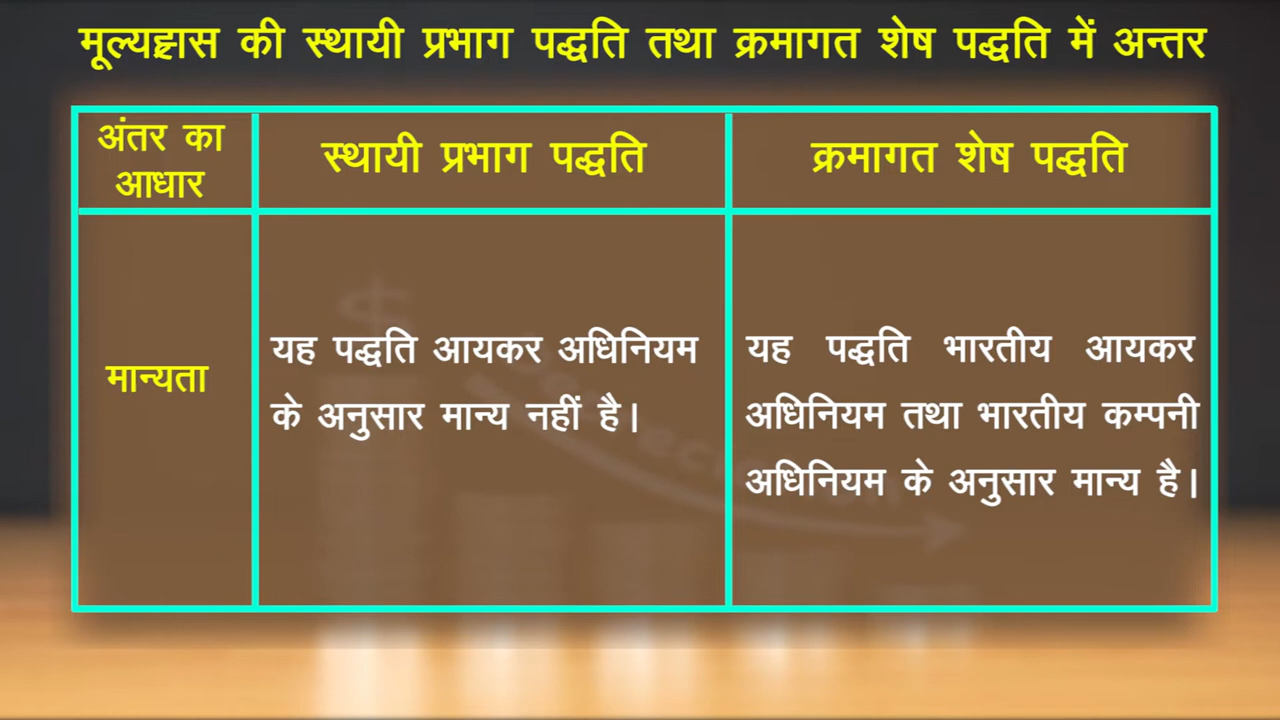 मूल्यह्रास की स्थायी प्रभाग पद्धति तथा क्रमागत शेष पद्धति में अन्तर
अंतर का
आधार
स्थायी प्रभाग पद्धति
क्रमागत शेष पद्धति
मान्यता
यह पद्धति आयकर अधिनियम
के अनुसार मान्य नहीं है।
यह पद्धति भारतीय आयकर
अधिनियम तथा भारतीय कम्पनी
अधिनियम के अनुसार मान्य है।